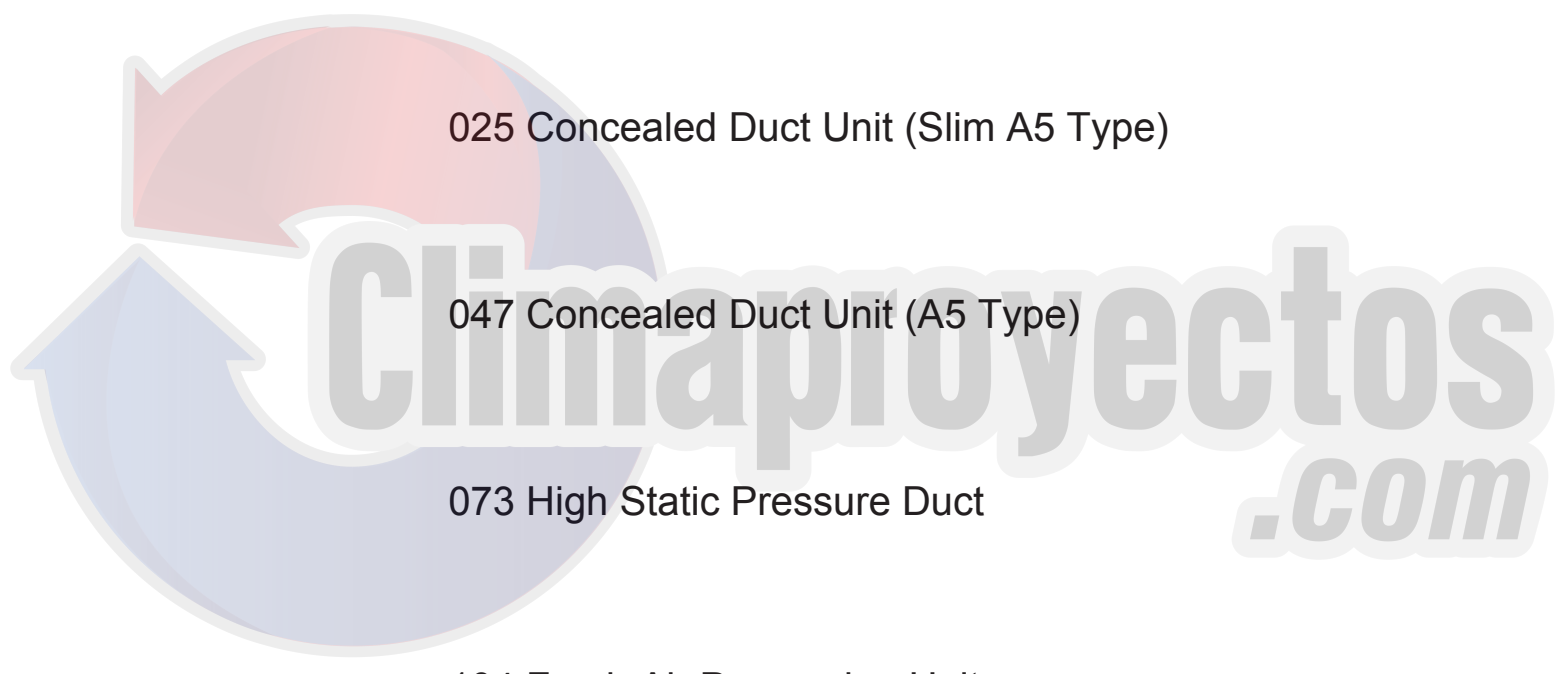 025 Concealed Duct Unit (Slim A5 Type)
Climaproyectos
.com
047 Concealed Duct Unit (A5 Type)
073 High Static Pressure Duct